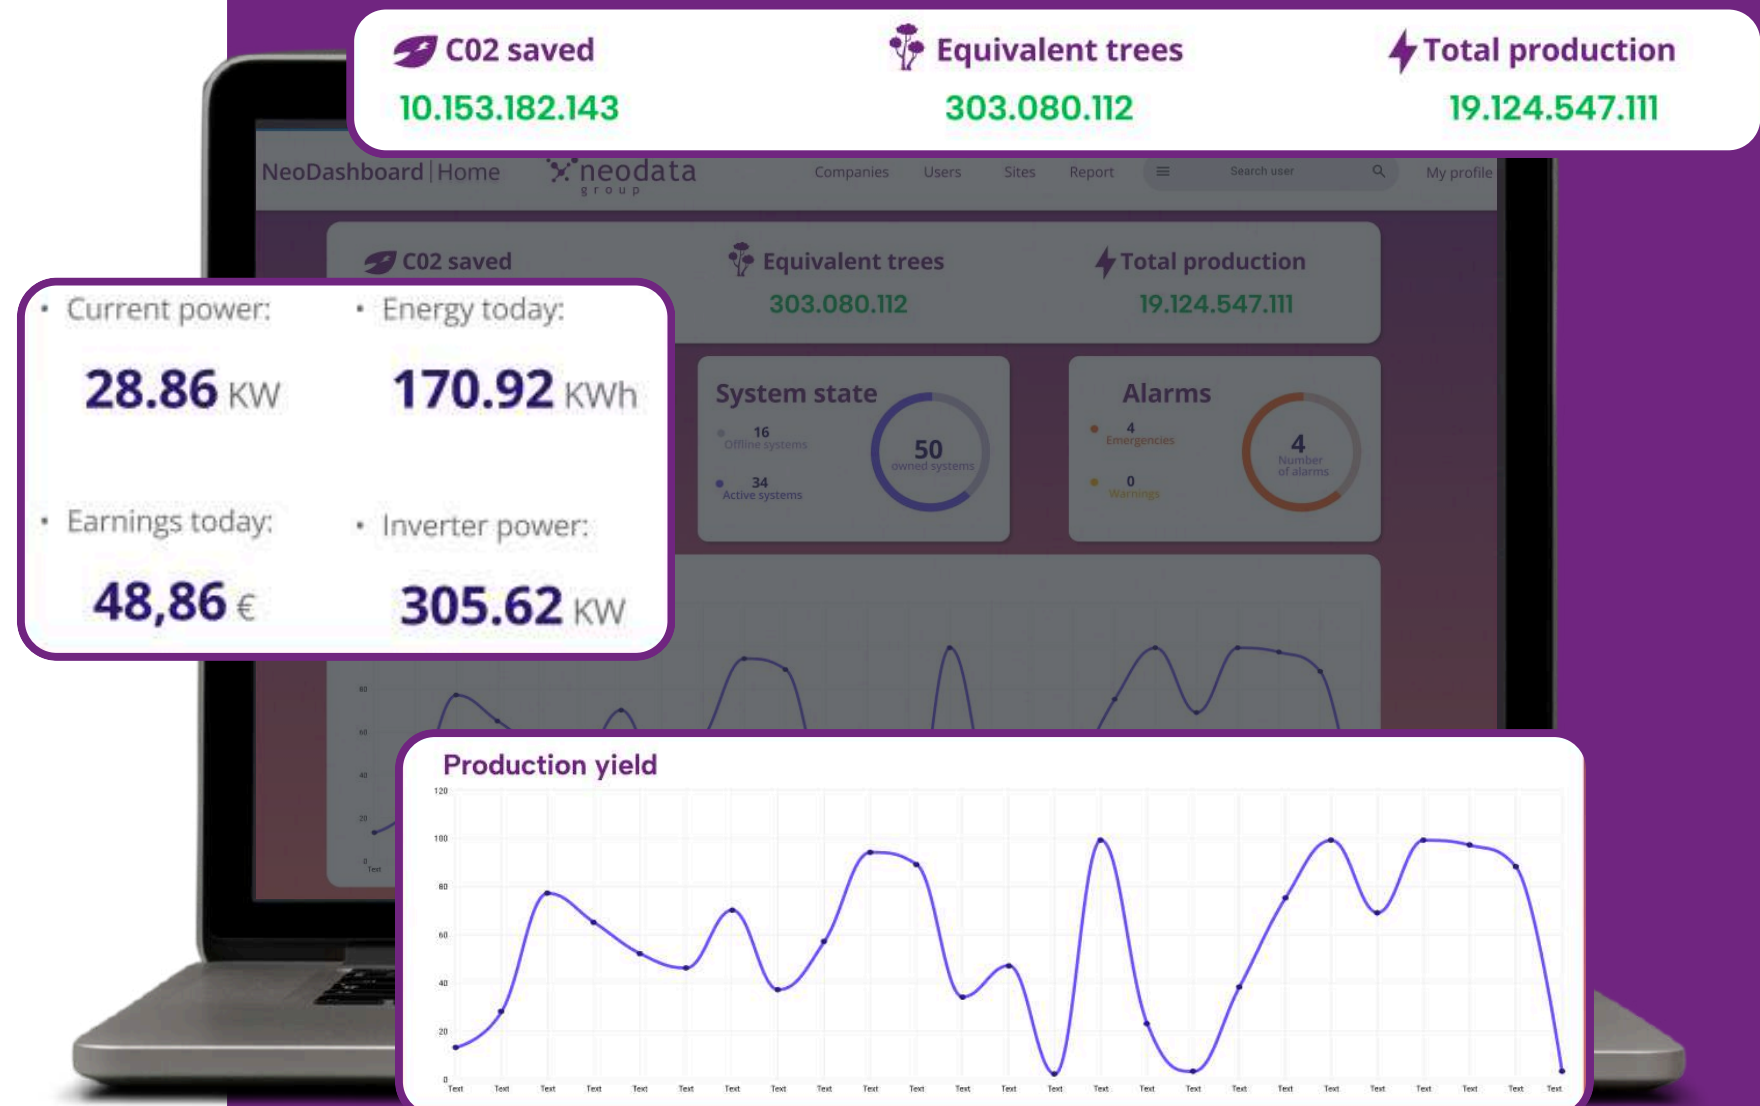 C02 saved
Equivalent trees
Total production
10.153.182.143
303.080.112
19.124.547.111
NeoDashboard | Home
neodata
group
Companies
Users
Sites
Report
Search user
My profile
C02 saved
Equivalent trees
Total production
303.080.112
19.124.547.111
• Current power:
• Energy today:
28.86 KW
170.92 KWh
• Earnings today:
• Inverter power:
48,86 €
305.62 KW
System state
16
Offline systems
34
Active systems
50
owned systems
Alarms
4
Emergencies
0
Warnings
4
Number
of alarms
80
60
40
20
0
Text
Production yield
120
100
80
60
40
20
0
Text Text Text Text Text Text Text Text Text Text Text Text Text Text Text Text Text Text Text Text Text Text Text Text Text